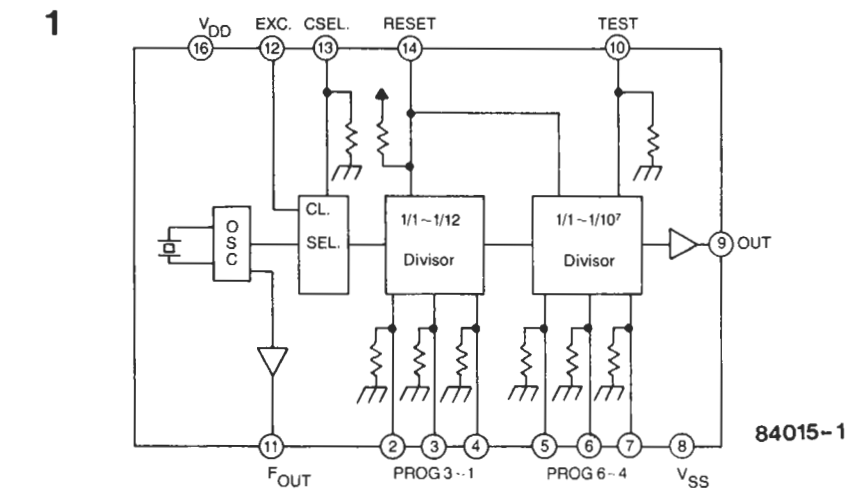 1
VDD EXC. CSEL. RESET TEST
16 12 13 14 10
CL.
SEL.
OSC
1/1~1/12
Divisor
1/1~1/10⁷
Divisor
9 OUT
11 2 3 4 5 6 7 8
FOUT PROG 3~1 PROG 6~4 VSS
84015-1